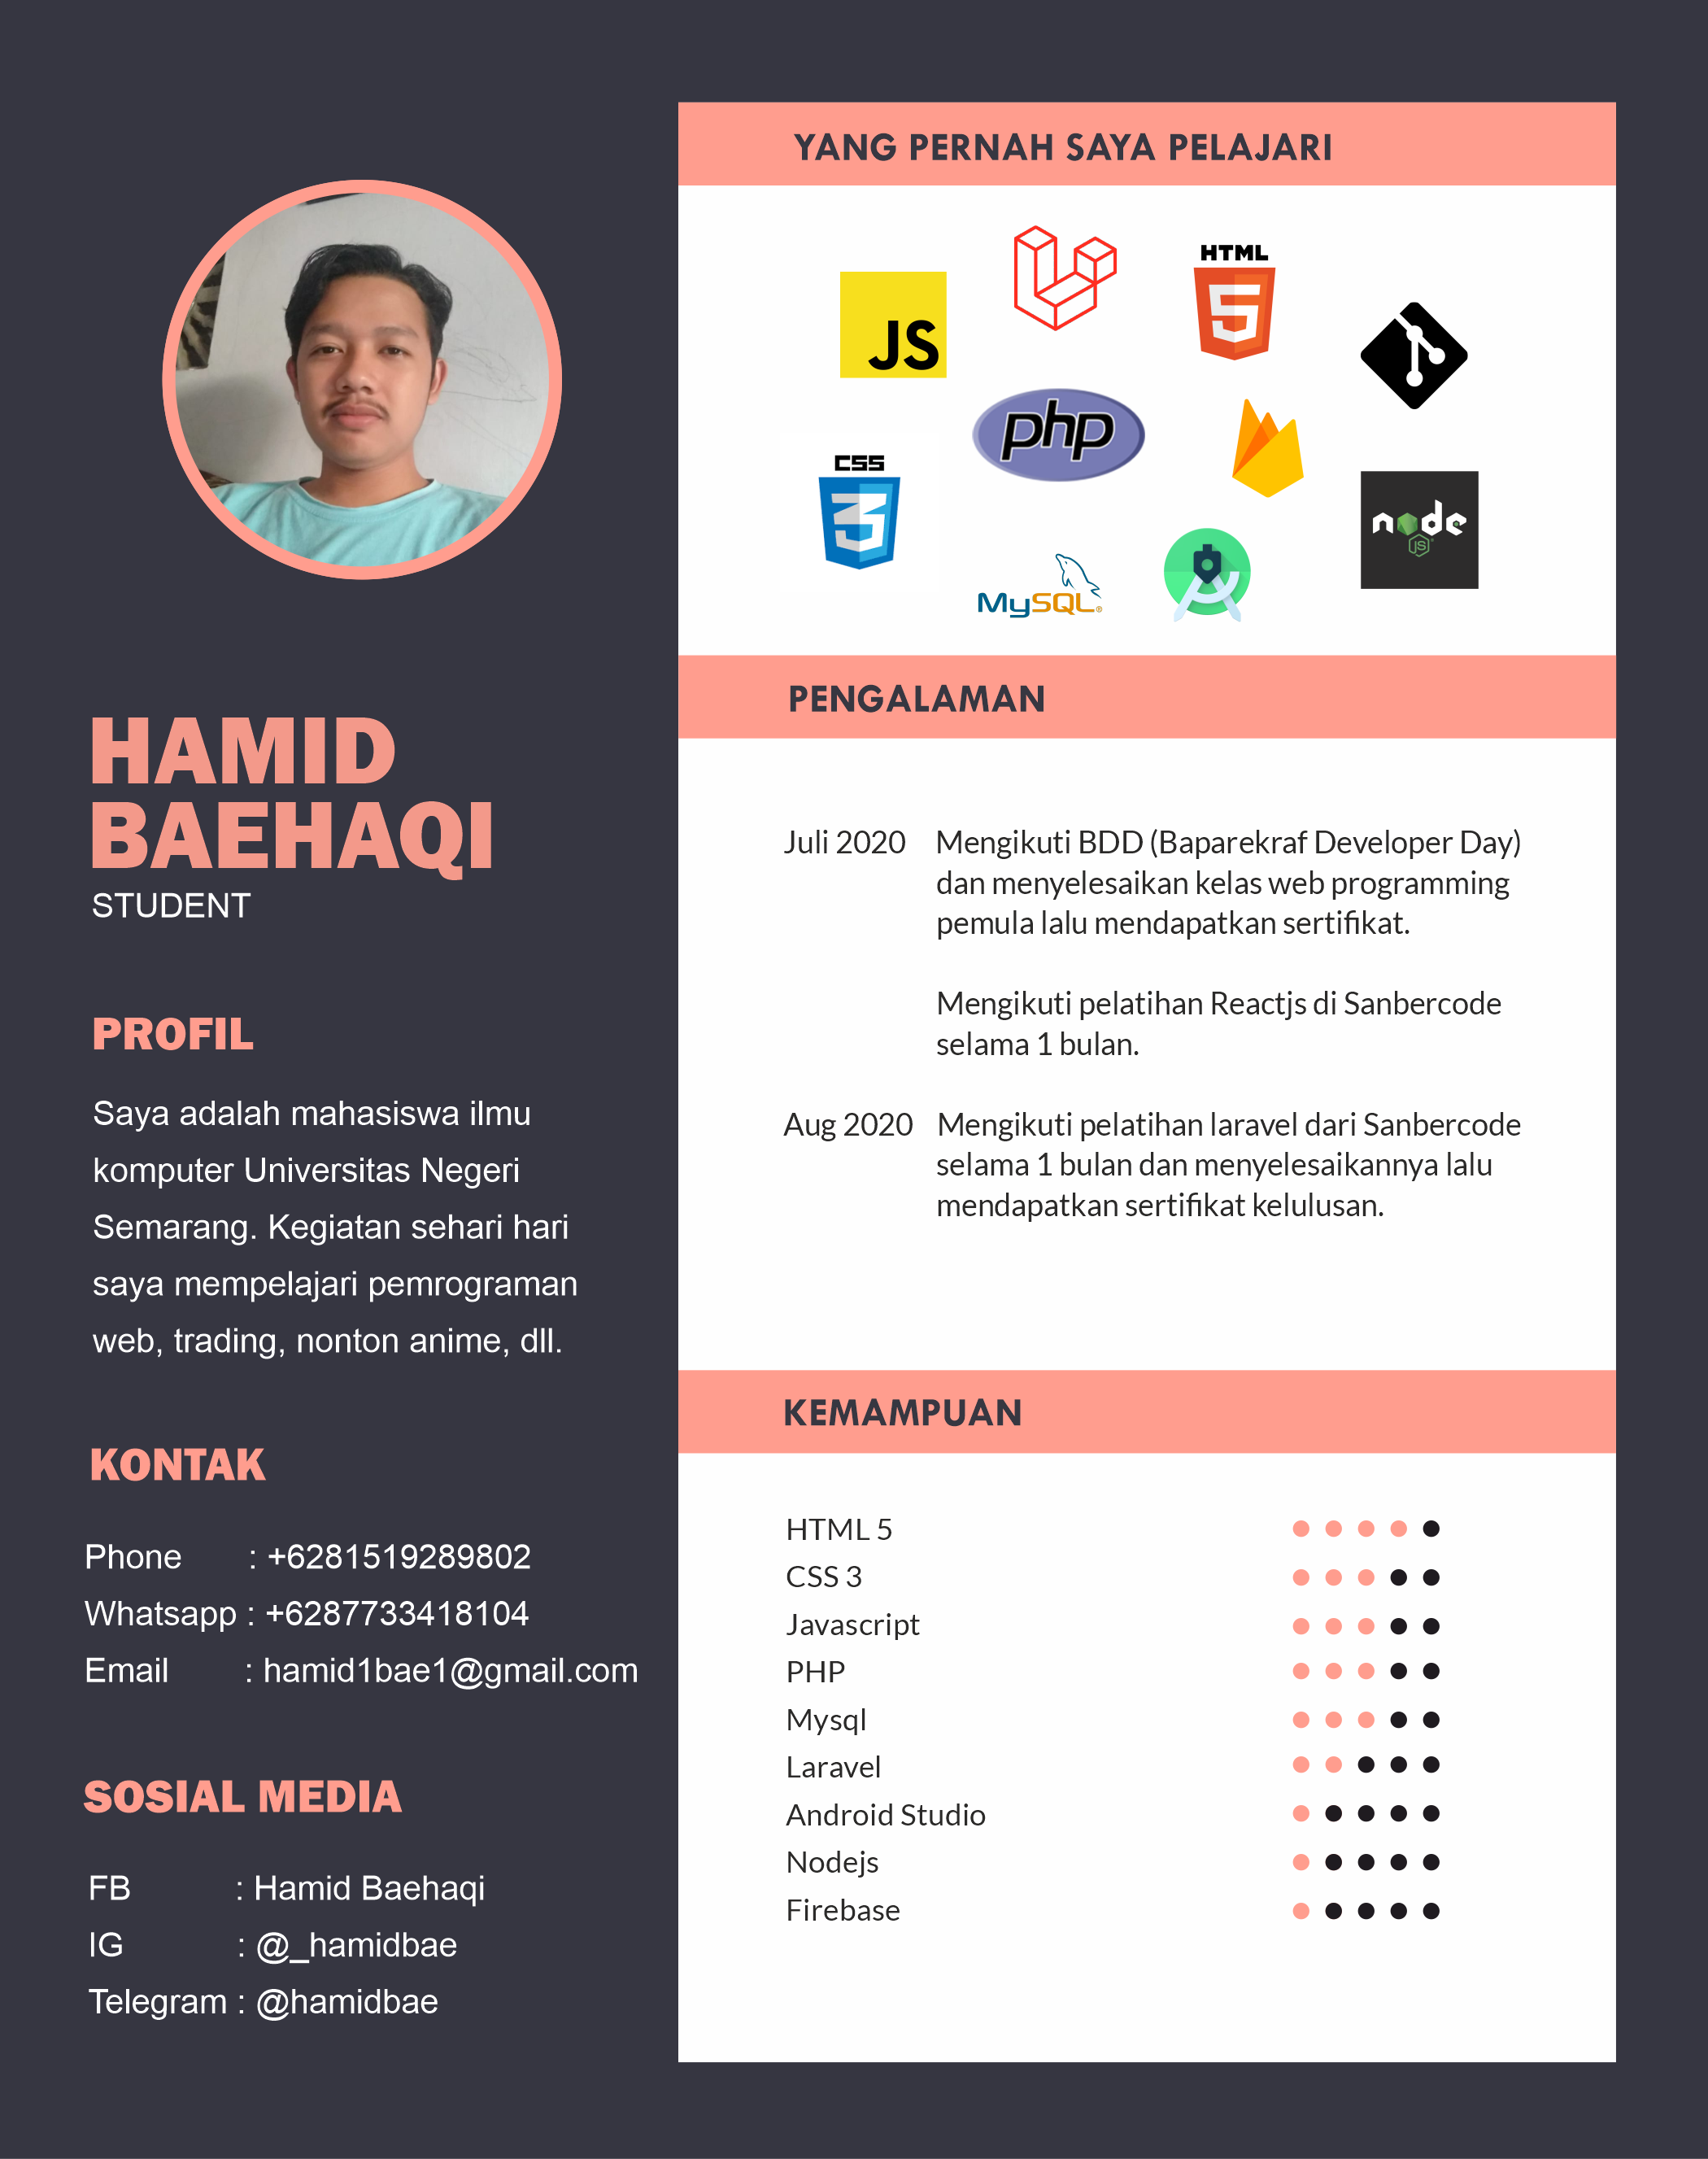 HAMID
BAEHAQI
STUDENT
PROFIL
Saya adalah mahasiswa ilmu
komputer Universitas Negeri
Semarang. Kegiatan sehari hari
saya mempelajari pemrograman
web, trading, nonton anime, dll.
KONTAK
Phone : +6281519289802
Whatsapp : +6287733418104
Email : hamid1bae1@gmail.com
SOSIAL MEDIA
FB : Hamid Baehaqi
IG : @_hamidbae
Telegram : @hamidbae
YANG PERNAH SAYA PELAJARI
JS
HTML
5
php
CSS
3
node
JS
MySQL®
PENGALAMAN
Juli 2020 Mengikuti BDD (Baparekraf Developer Day)
dan menyelesaikan kelas web programming
pemula lalu mendapatkan sertifikat.
Mengikuti pelatihan Reactjs di Sanbercode
selama 1 bulan.
Aug 2020 Mengikuti pelatihan laravel dari Sanbercode
selama 1 bulan dan menyelesaikannya lalu
mendapatkan sertifikat kelulusan.
KEMAMPUAN
HTML 5
CSS 3
Javascript
PHP
Mysql
Laravel
Android Studio
Nodejs
Firebase